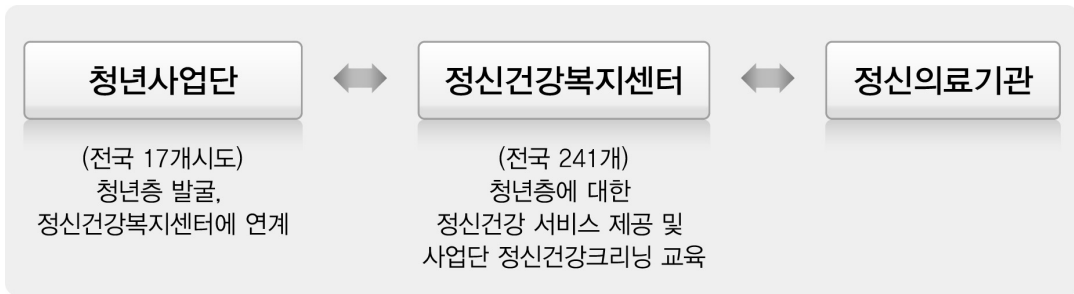 청년사업단
정신건강복지센터
정신의료기관
(전국 17개시도)
청년층 발굴,
정신건강복지센터에 연계
(전국 241개)
청년층에 대한
정신건강 서비스 제공 및
사업단 정신건강크리닝 교육